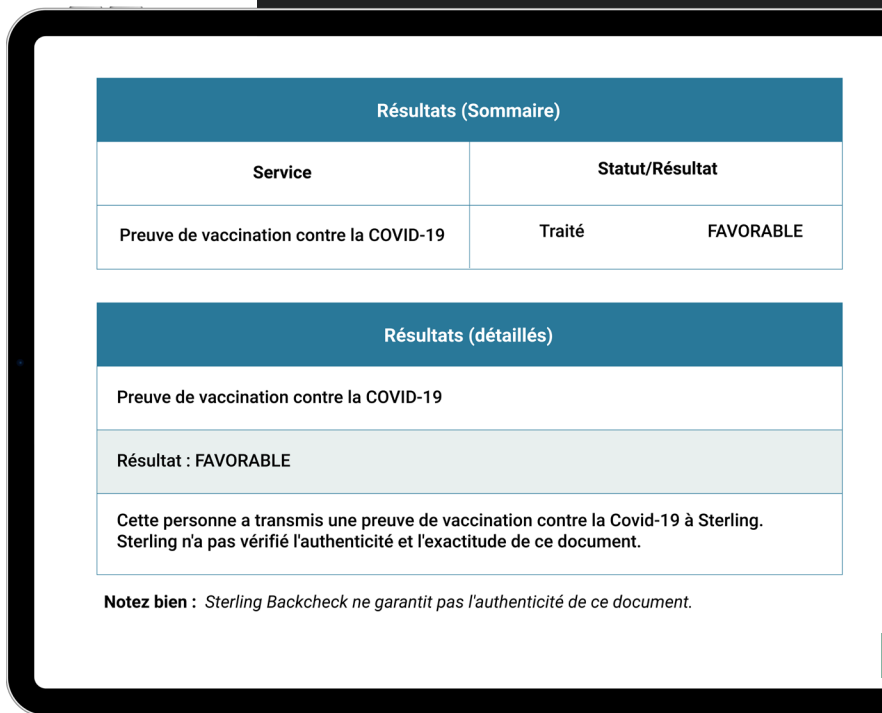 Résultats (Sommaire)
Service
Statut/Résultat
Preuve de vaccination contre la COVID-19
Traité
FAVORABLE
Résultats (détaillés)
Preuve de vaccination contre la COVID-19
Résultat : FAVORABLE
Cette personne a transmis une preuve de vaccination contre la Covid-19 à Sterling.
Sterling n'a pas vérifié l'authenticité et l'exactitude de ce document.
Notez bien : Sterling Backcheck ne garantit pas l'authenticité de ce document.